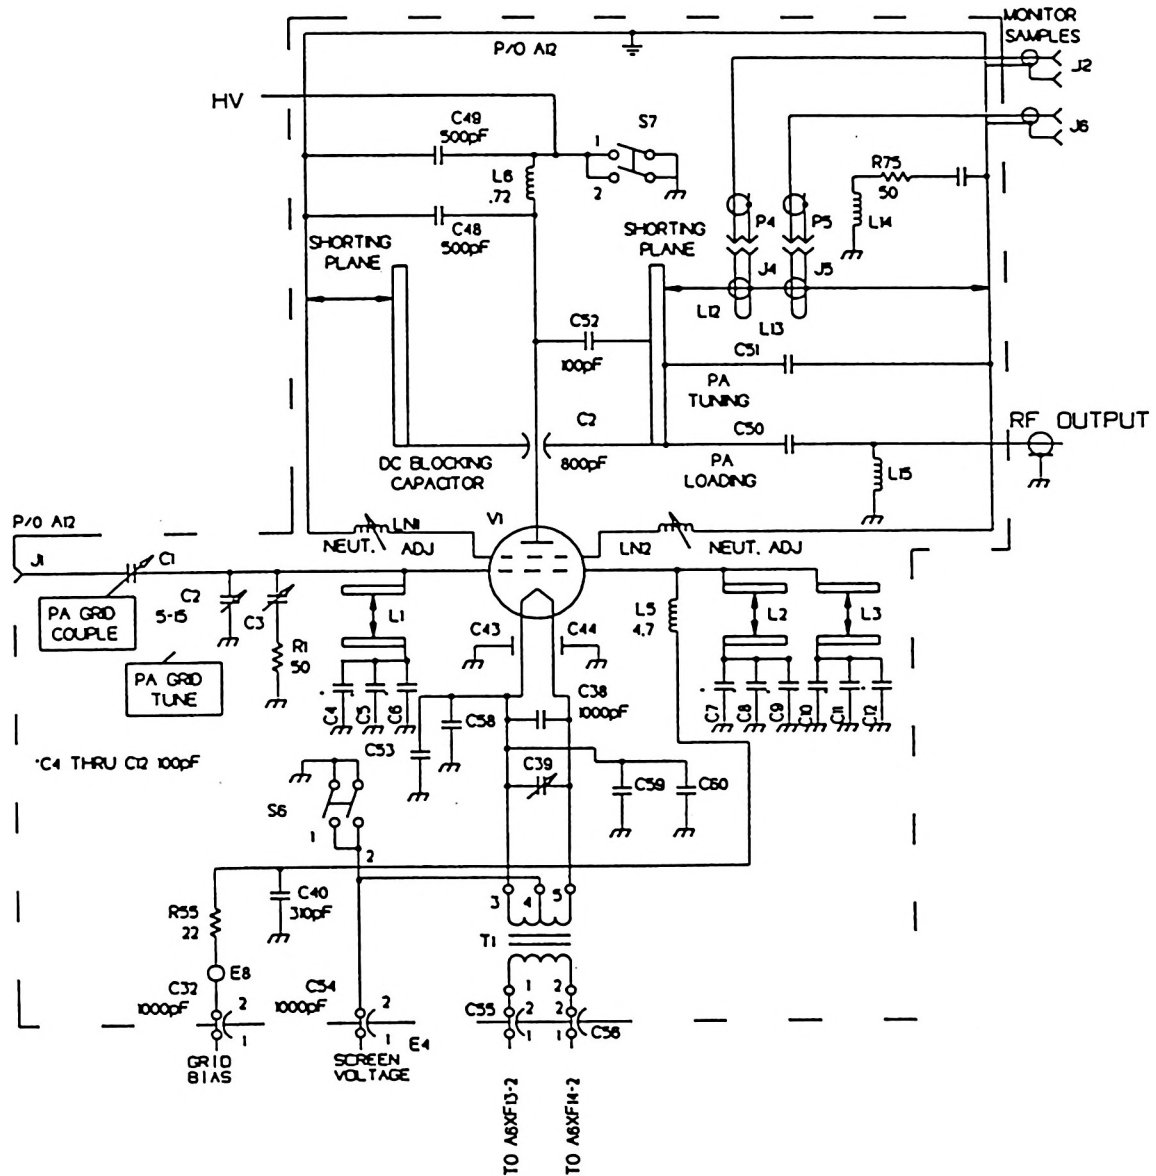 MONITOR
SAMPLES
P/O A12
J2
HV
C49
500pF
S7
J6
1
2
R75
50
L6
.72
P4
P5
L14
C48
500pF
SHORTING
PLANE
SHORTING
PLANE
J4
J5
L12
L13
C52
100pF
C51
PA
TUNING
C2
800pF
C50
RF OUTPUT
DC BLOCKING
CAPACITOR
PA
LOADING
L15
P/O A12
V1
LN1
NEUT. ADJ
LN2
NEUT. ADJ
J1
C1
C2
5-15
C3
PA GRID
COUPLE
L1
L5
4.7
L2
L3
R1
50
C43
C44
PA GRID
TUNE
C4
C5
C6
C38
1000pF
C7
C8
C9
C10
C11
C12
C58
C53
*C4 THRU C12 100pF
C39
C59
C60
S6
1
2
C40
310pF
R55
22
3
4
5
T1
E8
C32
1000pF
C54
1000pF
1
2
C55
2
2
C56
2
1
2
1
E4
1
1
GRID
BIAS
SCREEN
VOLTAGE
TO A6XF13-2
TO A6XF14-2